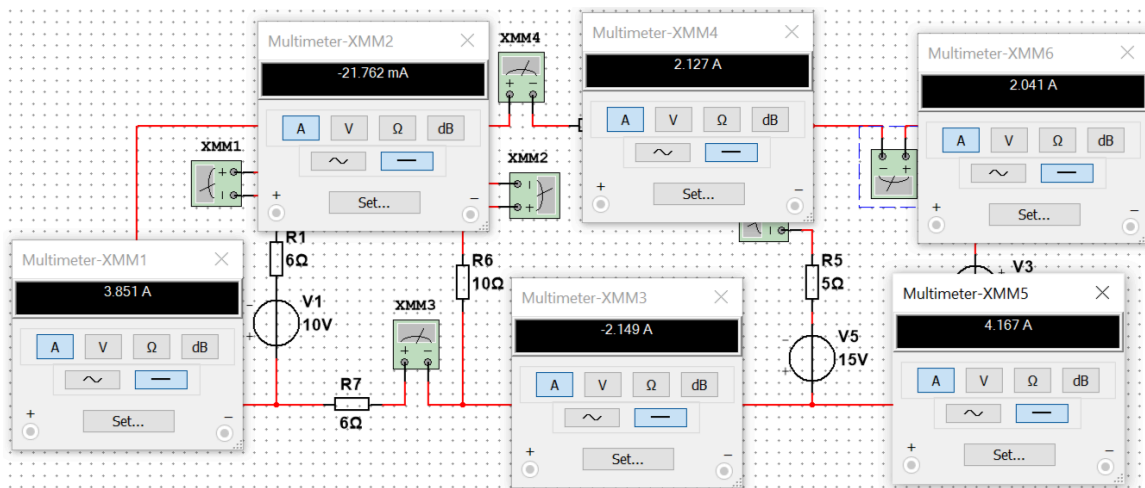 Multimeter-XMM2
-21.762 mA
A V Ω dB
Set...
+ −
XMM4
+ −
Multimeter-XMM4
2.127 A
A V Ω dB
Set...
+ −
Multimeter-XMM6
2.041 A
A V Ω dB
Set...
+ −
XMM1
+
XMM2
+
− +
R1
6Ω
V1
10V
− +
R6
10Ω
XMM3
+ −
R7
6Ω
R5
5Ω
V5
15V
− +
V3
+
Multimeter-XMM1
3.851 A
A V Ω dB
Set...
+ −
Multimeter-XMM3
-2.149 A
A V Ω dB
Set...
+ −
Multimeter-XMM5
4.167 A
A V Ω dB
Set...
+ −